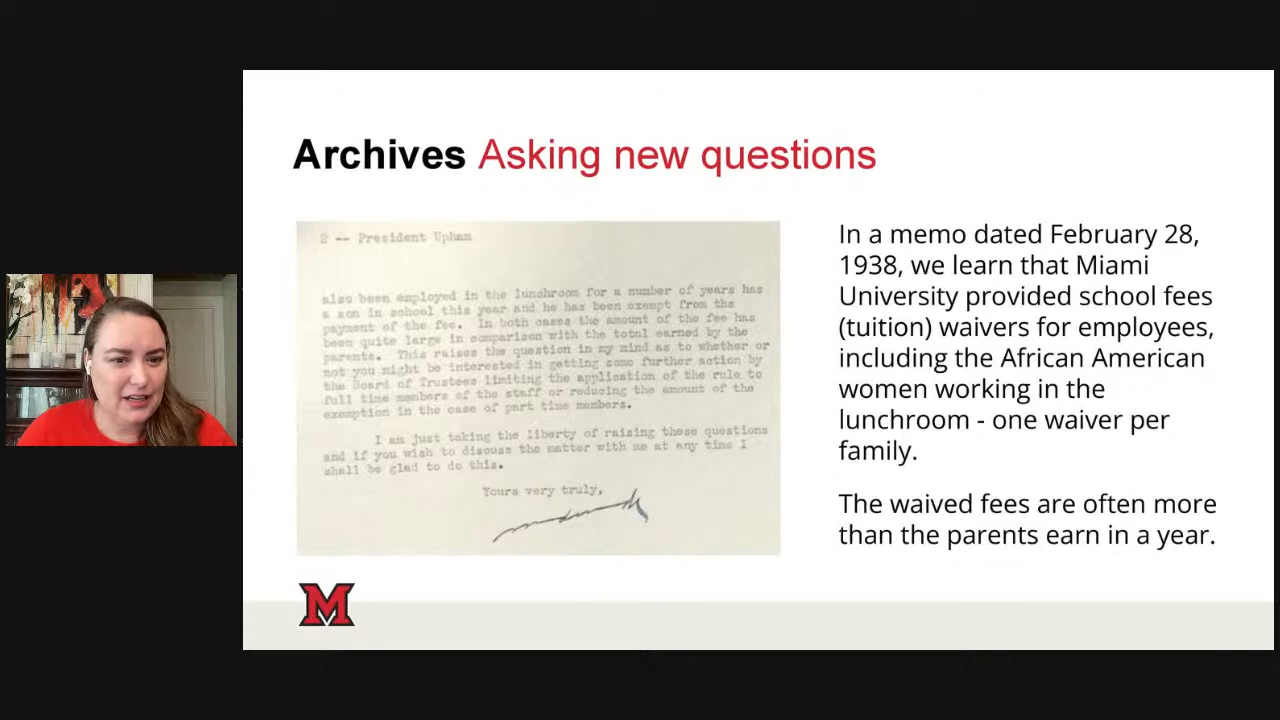 Archives Asking new questions
2 -- President Upham
also been employed in the lunchroom for a number of years has
a son in school this year and he has been exempt from the
payment of the fee. In both cases the amount of the fee has
been quite large in comparison with the total earned by the
parents. This raises the question in my mind as to whether or
not you might be interested in getting some further action by
the Board of Trustees limiting the application of the rule to
full time members of the staff or reducing the amount of the
exemption in the case of part time members.
I am just taking the liberty of raising these questions
and if you wish to discuss the matter with me at any time I
shall be glad to do this.
Yours very truly,
In a memo dated February 28,
1938, we learn that Miami
University provided school fees
(tuition) waivers for employees,
including the African American
women working in the
lunchroom - one waiver per
family.
The waived fees are often more
than the parents earn in a year.
M